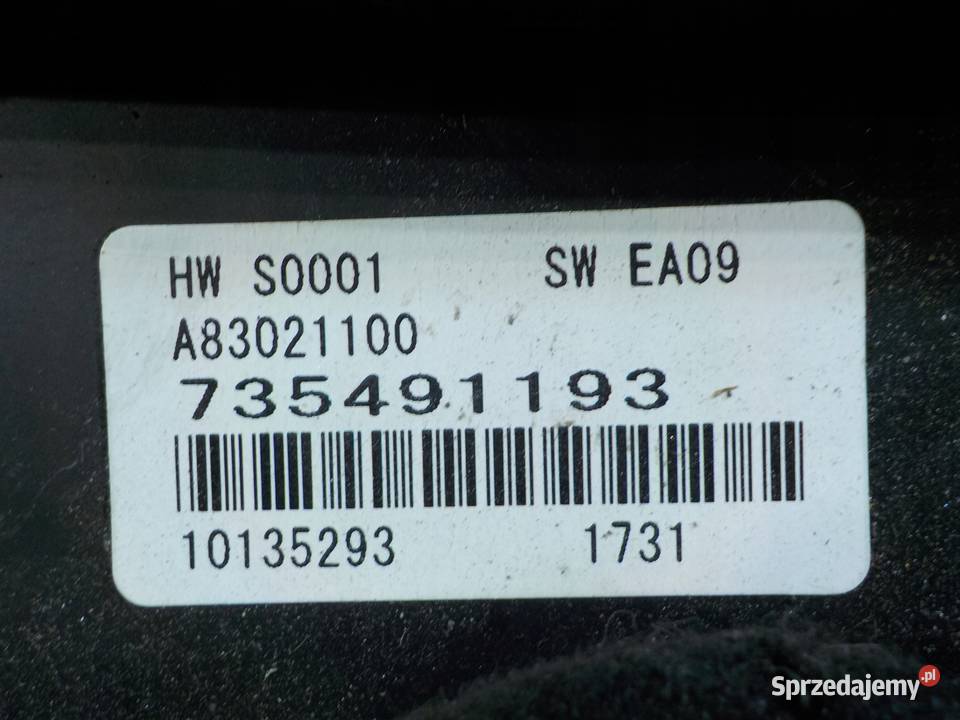 HW S0001 SW EA09
A83021100
735491193
10135293 1731
Sprzedajemy.pl